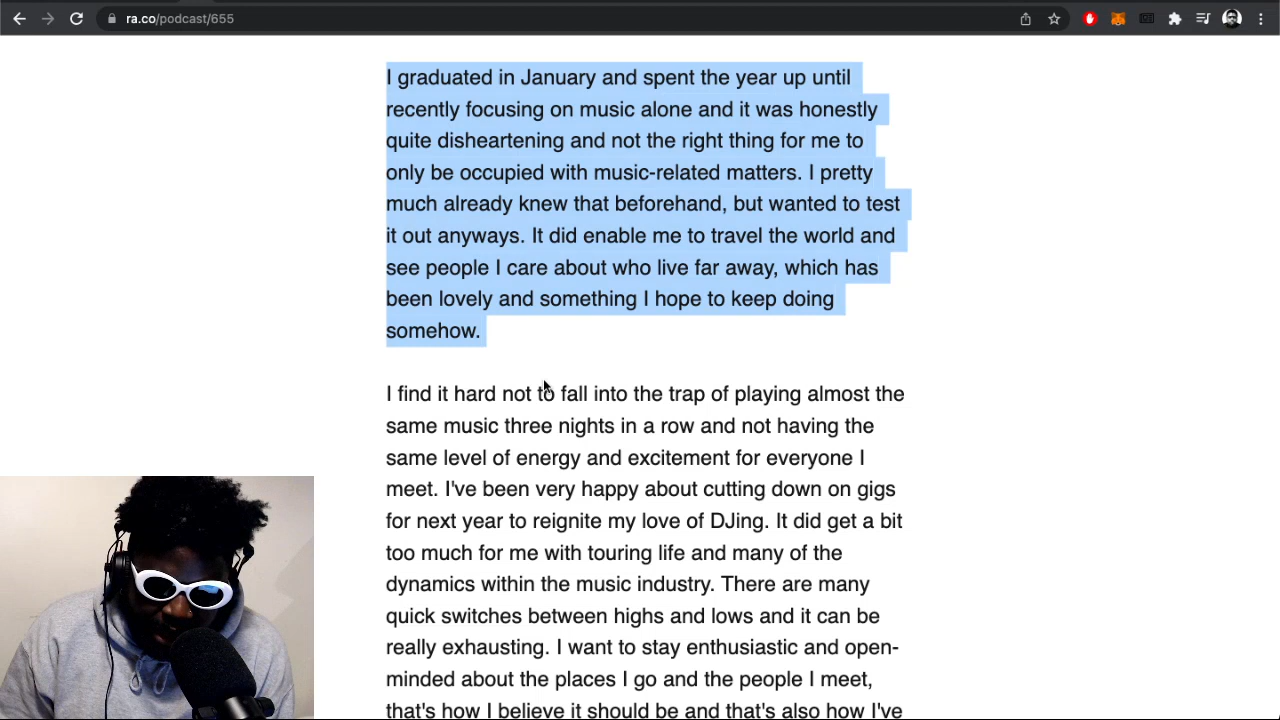 ra.co/podcast/655
I graduated in January and spent the year up until
recently focusing on music alone and it was honestly
quite disheartening and not the right thing for me to
only be occupied with music-related matters. I pretty
much already knew that beforehand, but wanted to test
it out anyways. It did enable me to travel the world and
see people I care about who live far away, which has
been lovely and something I hope to keep doing
somehow.
I find it hard not to fall into the trap of playing almost the
same music three nights in a row and not having the
same level of energy and excitement for everyone I
meet. I've been very happy about cutting down on gigs
for next year to reignite my love of DJing. It did get a bit
too much for me with touring life and many of the
dynamics within the music industry. There are many
quick switches between highs and lows and it can be
really exhausting. I want to stay enthusiastic and open-
minded about the places I go and the people I meet,
that's how I believe it should be and that's also how I've